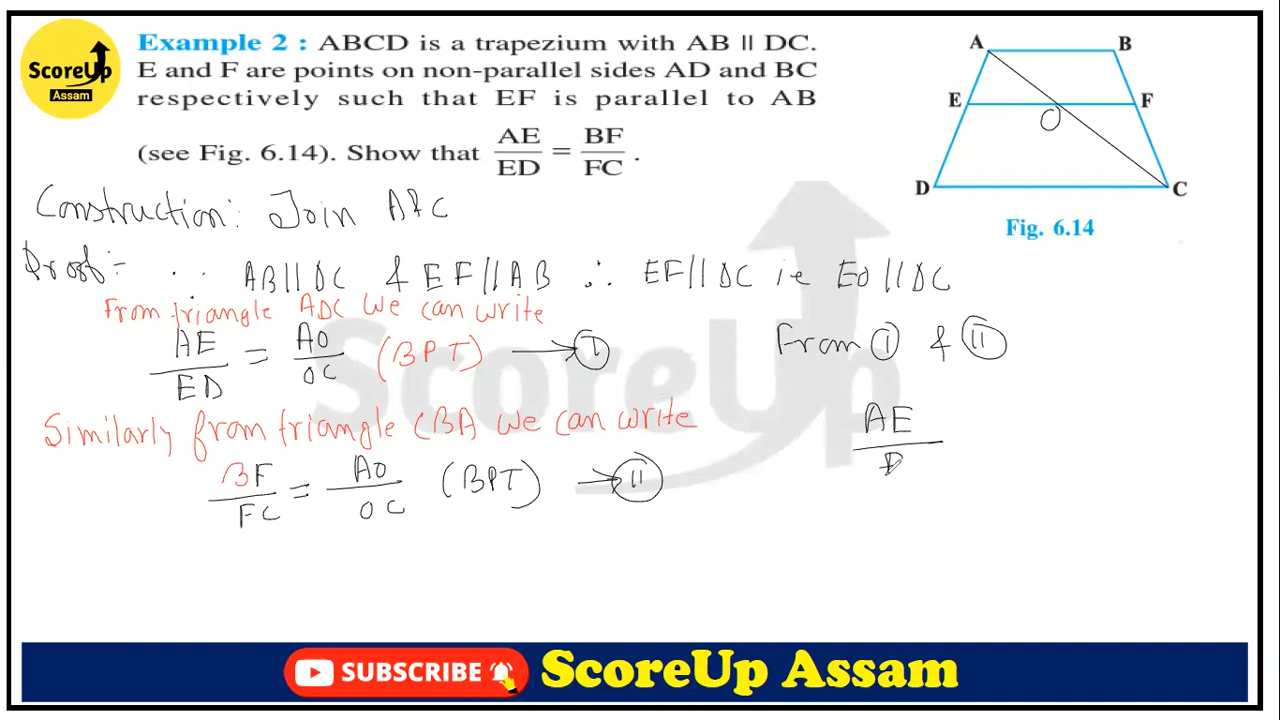 ScoreUp
Assam
Example 2 : ABCD is a trapezium with AB || DC.
E and F are points on non-parallel sides AD and BC
respectively such that EF is parallel to AB
(see Fig. 6.14). Show that AE/ED = BF/FC .
A B
E F
O
D C
Fig. 6.14
Construction: Join A & C
Proof:- ∵ AB||DC & EF||AB ∴ EF||DC ie EO||DC
From triangle ADC we can write
AE/ED = AO/OC (BPT) → I
Similarly from triangle CBA we can write
BF/FC = AO/OC (BPT) → II
From I & II
AE
D
ScoreUp
SUBSCRIBE ScoreUp Assam